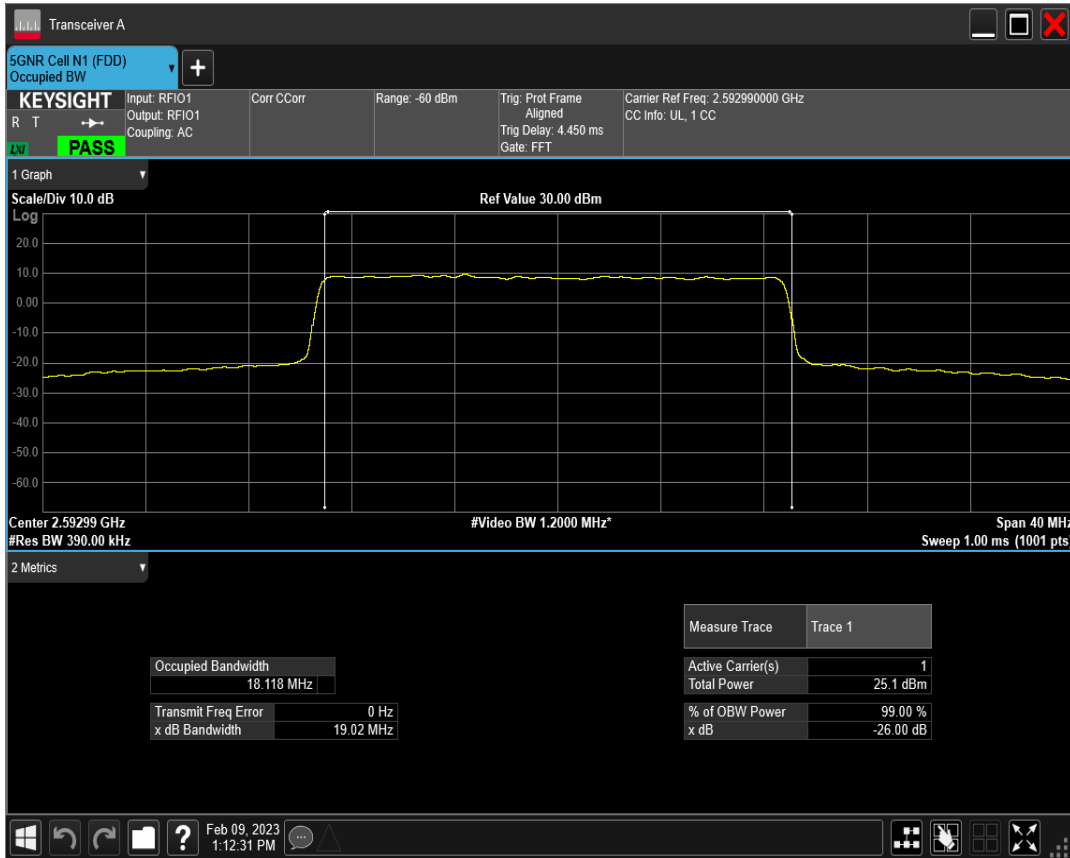 Transceiver A
5GNR Cell N1 (FDD)
Occupied BW
+
KEYSIGHT
R T
LXI
PASS
Input: RFIO1
Output: RFIO1
Coupling: AC
Corr CCorr
Range: -60 dBm
Trig: Prot Frame
Aligned
Trig Delay: 4.450 ms
Gate: FFT
Carrier Ref Freq: 2.592990000 GHz
CC Info: UL, 1 CC
1 Graph
Scale/Div 10.0 dB
Ref Value 30.00 dBm
Log
20.0
10.0
0.00
-10.0
-20.0
-30.0
-40.0
-50.0
-60.0
Center 2.59299 GHz
#Video BW 1.2000 MHz*
Span 40 MHz
#Res BW 390.00 kHz
Sweep 1.00 ms (1001 pts)
2 Metrics
Measure Trace Trace 1
Occupied Bandwidth
18.118 MHz
Transmit Freq Error 0 Hz
x dB Bandwidth 19.02 MHz
Active Carrier(s) 1
Total Power 25.1 dBm
% of OBW Power 99.00 %
x dB -26.00 dB
?
Feb 09, 2023
1:12:31 PM